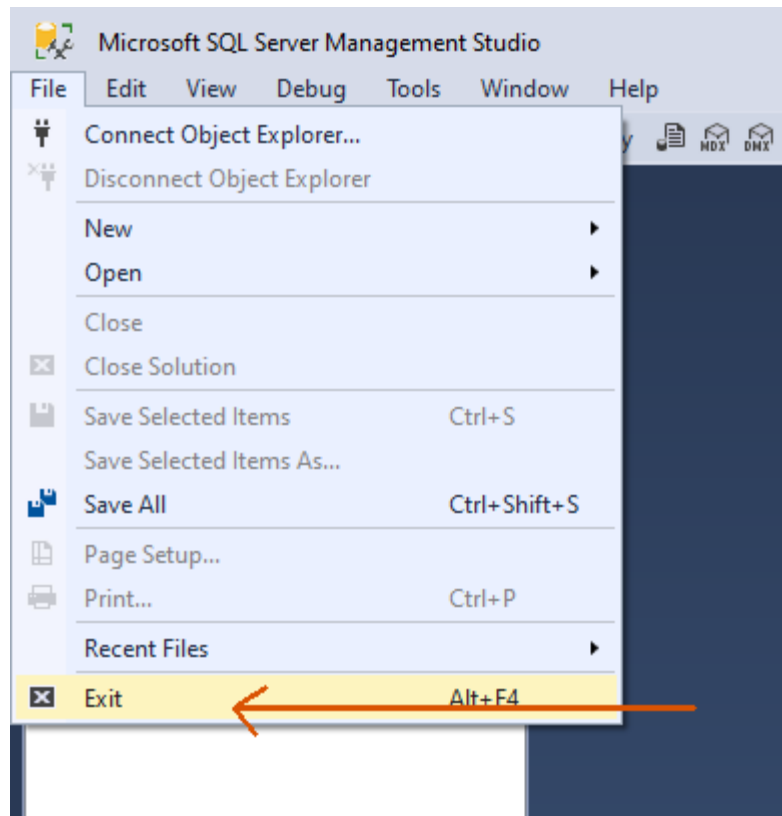 Microsoft SQL Server Management Studio
File Edit View Debug Tools Window Help
Connect Object Explorer...
y MDX DMX
Disconnect Object Explorer
New
Open
Close
Close Solution
Save Selected Items Ctrl+S
Save Selected Items As...
Save All Ctrl+Shift+S
Page Setup...
Print... Ctrl+P
Recent Files
Exit Alt+F4